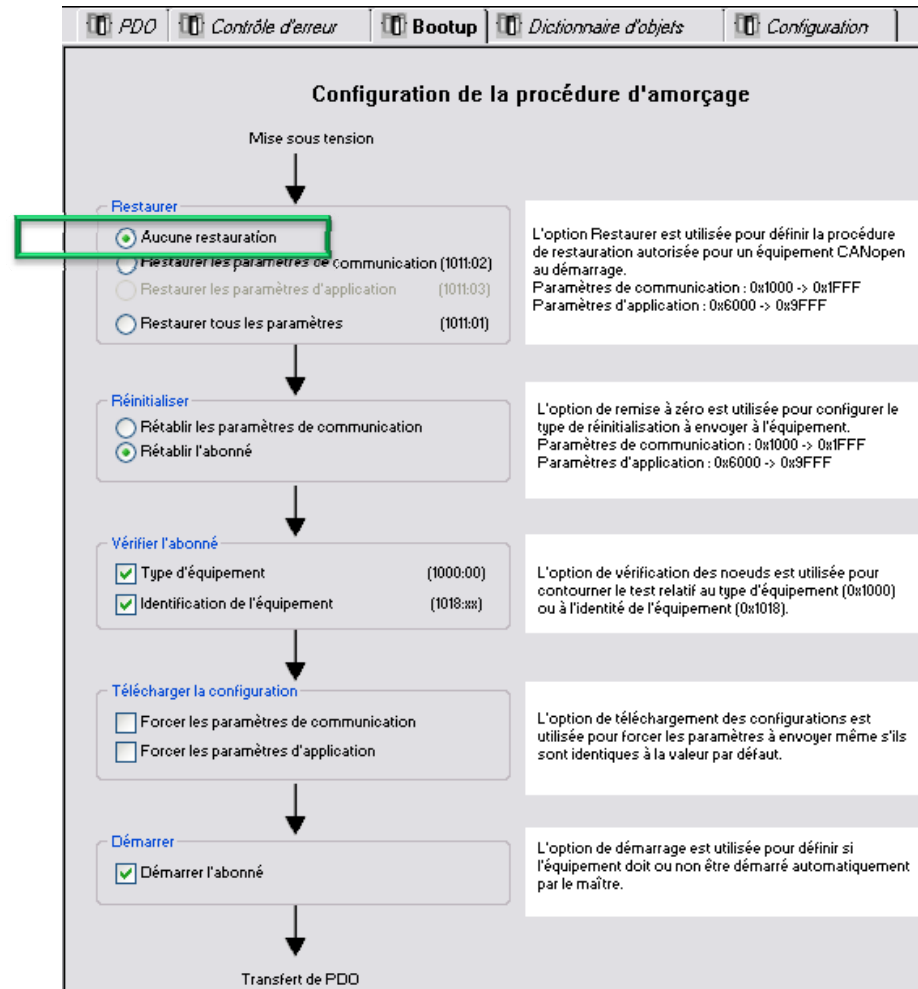 PDO Contrôle d'erreur Bootup Dictionnaire d'objets Configuration
Configuration de la procédure d'amorçage
Mise sous tension
Restaurer
Aucune restauration
Restaurer les paramètres de communication (1011:02)
Restaurer les paramètres d'application (1011:03)
Restaurer tous les paramètres (1011:01)
L'option Restaurer est utilisée pour définir la procédure
de restauration autorisée pour un équipement CANopen
au démarrage.
Paramètres de communication : 0x1000 -> 0x1FFF
Paramètres d'application : 0x6000 -> 0x9FFF
Réinitialiser
Rétablir les paramètres de communication
Rétablir l'abonné
L'option de remise à zéro est utilisée pour configurer le
type de réinitialisation à envoyer à l'équipement.
Paramètres de communication : 0x1000 -> 0x1FFF
Paramètres d'application : 0x6000 -> 0x9FFF
Vérifier l'abonné
Type d'équipement (1000:00)
Identification de l'équipement (1018:xx)
L'option de vérification des noeuds est utilisée pour
contourner le test relatif au type d'équipement (0x1000)
ou à l'identité de l'équipement (0x1018).
Télécharger la configuration
Forcer les paramètres de communication
Forcer les paramètres d'application
L'option de téléchargement des configurations est
utilisée pour forcer les paramètres à envoyer même s'ils
sont identiques à la valeur par défaut.
Démarrer
Démarrer l'abonné
L'option de démarrage est utilisée pour définir si
l'équipement doit ou non être démarré automatiquement
par le maître.
Transfert de PDO